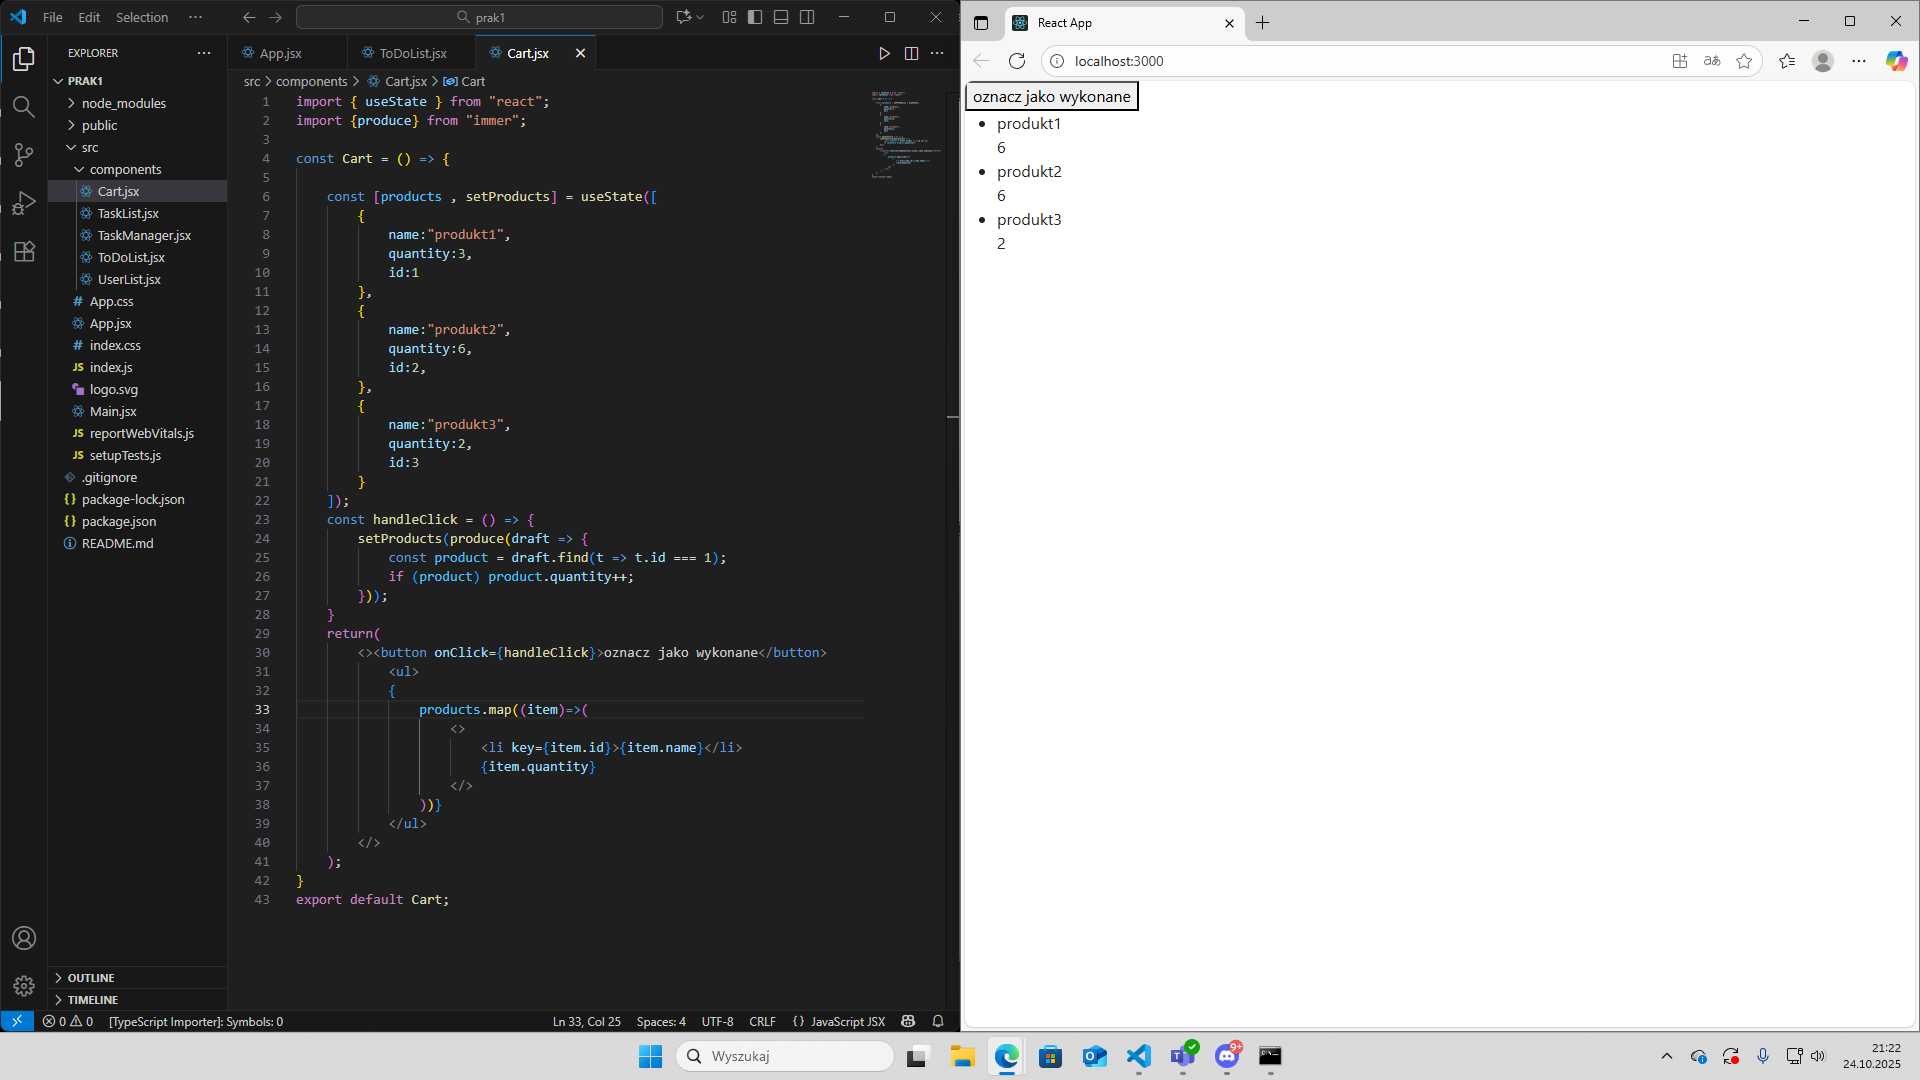 File Edit Selection ···
prak1
EXPLORER
PRAK1
node_modules
public
src
components
Cart.jsx
TaskList.jsx
TaskManager.jsx
ToDoList.jsx
UserList.jsx
# App.css
App.jsx
# index.css
JS index.js
logo.svg
Main.jsx
JS reportWebVitals.js
JS setupTests.js
.gitignore
{} package-lock.json
{} package.json
README.md
OUTLINE
TIMELINE
App.jsx ToDoList.jsx Cart.jsx
src > components > Cart.jsx > Cart
1 import { useState } from "react";
2 import {produce} from "immer";
3
4 const Cart = () => {
5
6 const [products , setProducts] = useState([
7 {
8 name:"produkt1",
9 quantity:3,
10 id:1
11 },
12 {
13 name:"produkt2",
14 quantity:6,
15 id:2,
16 },
17 {
18 name:"produkt3",
19 quantity:2,
20 id:3
21 }
22 ]);
23 const handleClick = () => {
24 setProducts(produce(draft => {
25 const product = draft.find(t => t.id === 1);
26 if (product) product.quantity++;
27 }));
28 }
29 return(
30 <><button onClick={handleClick}>oznacz jako wykonane</button>
31 <ul>
32 {
33 products.map((item)=>(
34 <>
35 <li key={item.id}>{item.name}</li>
36 {item.quantity}
37 </>
38 ))}
39 </ul>
40 </>
41 );
42 }
43 export default Cart;
0 0 [TypeScript Importer]: Symbols: 0
Ln 33, Col 25 Spaces: 4 UTF-8 CRLF {} JavaScript JSX
React App
localhost:3000
oznacz jako wykonane
• produkt1
6
• produkt2
6
• produkt3
2
Wyszukaj
9+
21:22
24.10.2025